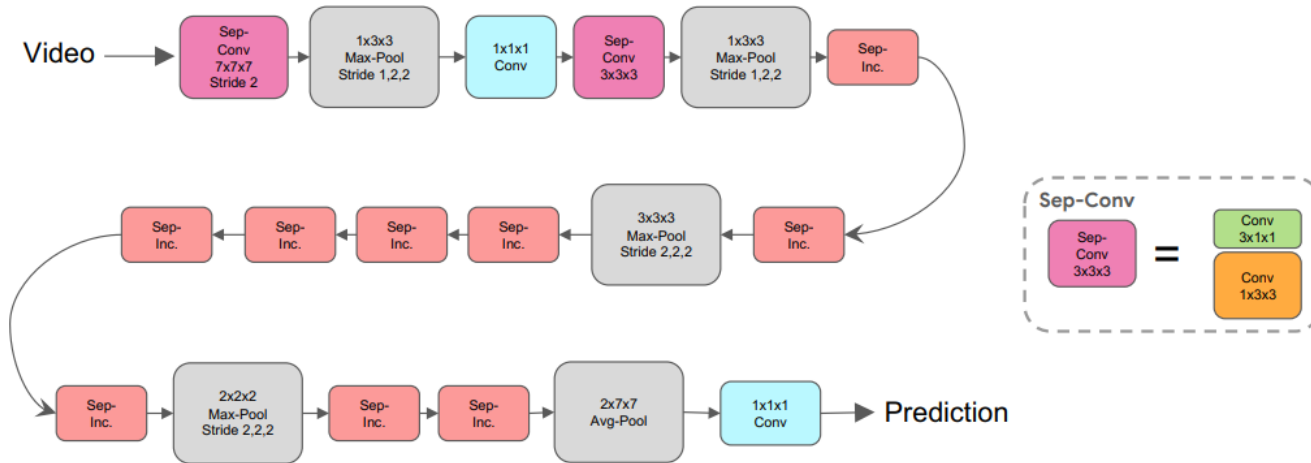 Video
Sep-
Conv
7x7x7
Stride 2
1x3x3
Max-Pool
Stride 1,2,2
1x1x1
Conv
Sep-
Conv
3x3x3
1x3x3
Max-Pool
Stride 1,2,2
Sep-
Inc.
Sep-
Inc.
3x3x3
Max-Pool
Stride 2,2,2
Sep-
Inc.
Sep-
Inc.
Sep-
Inc.
Sep-
Inc.
Sep-
Inc.
2x2x2
Max-Pool
Stride 2,2,2
Sep-
Inc.
Sep-
Inc.
2x7x7
Avg-Pool
1x1x1
Conv
Prediction
Sep-Conv
Sep-
Conv
3x3x3
=
Conv
3x1x1
Conv
1x3x3